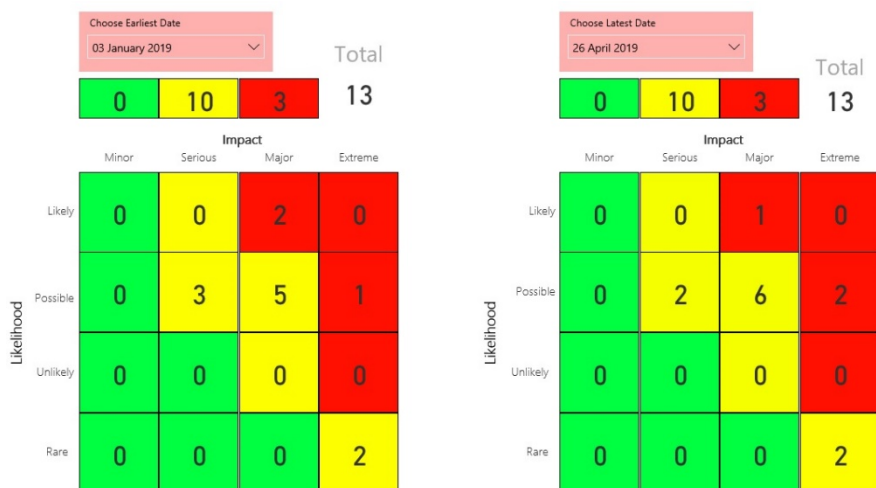 Choose Earliest Date
03 January 2019
Total
0 10 3 13
Impact
Minor Serious Major Extreme
Likelihood
Likely 0 0 2 0
Possible 0 3 5 1
Unlikely 0 0 0 0
Rare 0 0 0 2
Choose Latest Date
26 April 2019
Total
0 10 3 13
Impact
Minor Serious Major Extreme
Likelihood
Likely 0 0 1 0
Possible 0 2 6 2
Unlikely 0 0 0 0
Rare 0 0 0 2